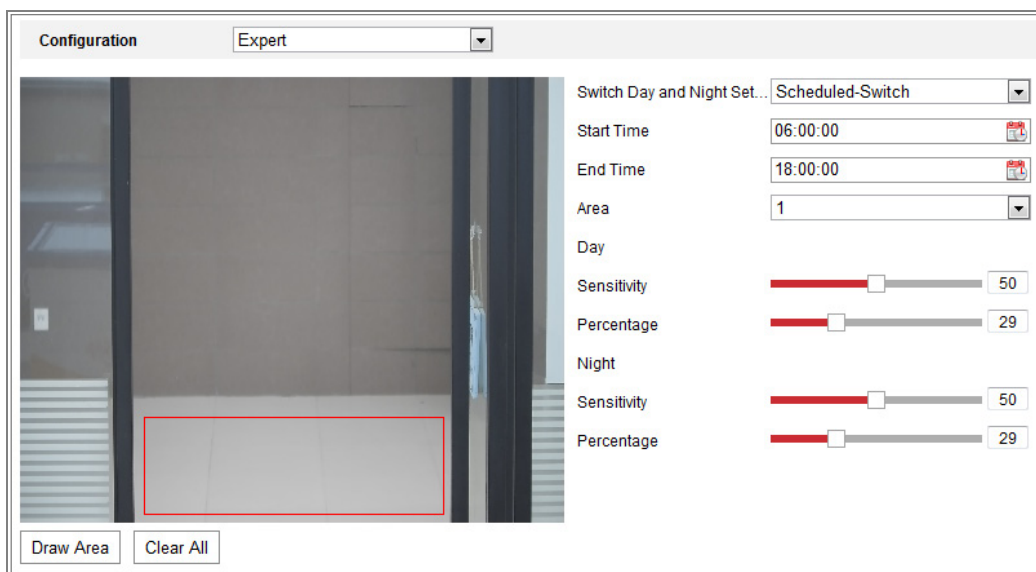 Configuration Expert
Switch Day and Night Set... Scheduled-Switch
Start Time 06:00:00
End Time 18:00:00
Area 1
Day
Sensitivity 50
Percentage 29
Night
Sensitivity 50
Percentage 29
Draw Area Clear All